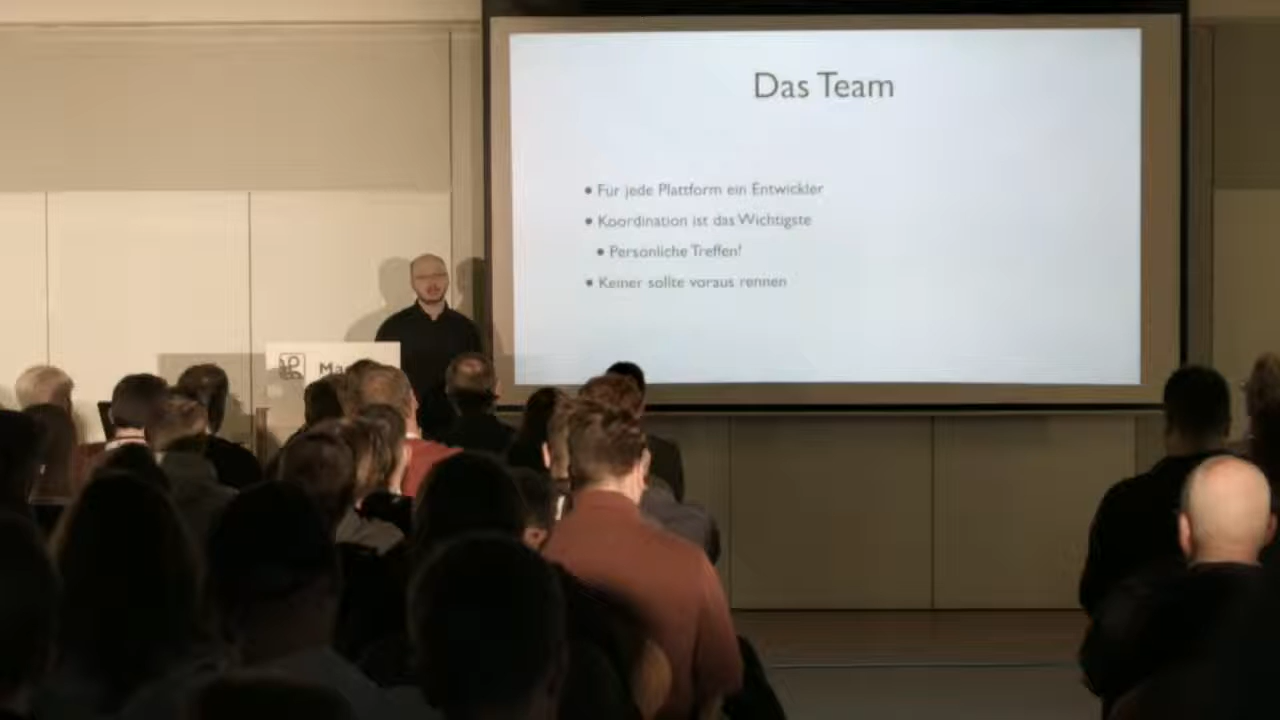 Das Team
• Für jede Plattform ein Entwickler
• Koordination ist das Wichtigste
• Persönliche Treffen!
• Keiner sollte voraus rennen